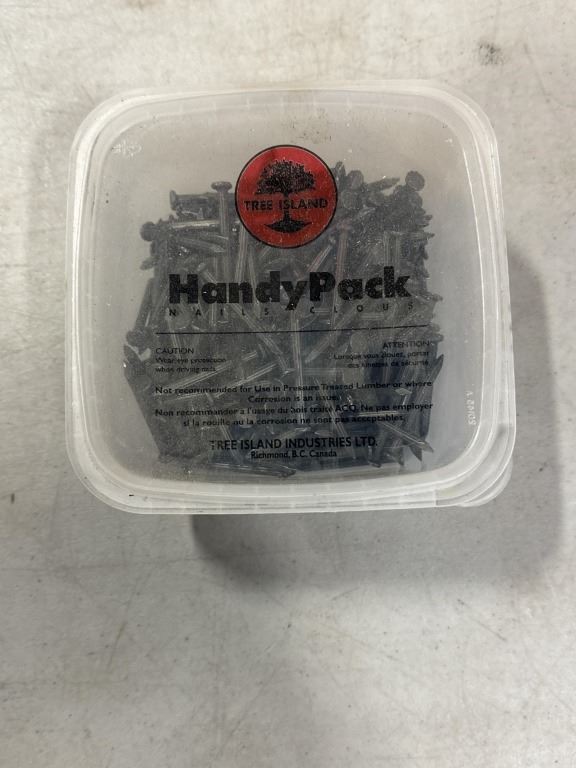 TREE ISLAND
HandyPack
NAILS/CLOUS
CAUTION
Wear eye protection
when driving nails.
ATTENTION
Lorsque vous clouez, porter
des lunettes de sécurité.
Not recommended for Use in Pressure Treated Lumber or where
Corrosion is an issue.
Non recommander à l'usage du bois traité ACQ. Ne pas employer
si la rouille ou la corrosion ne sont pas acceptables.
TREE ISLAND INDUSTRIES LTD.
Richmond, B.C. Canada